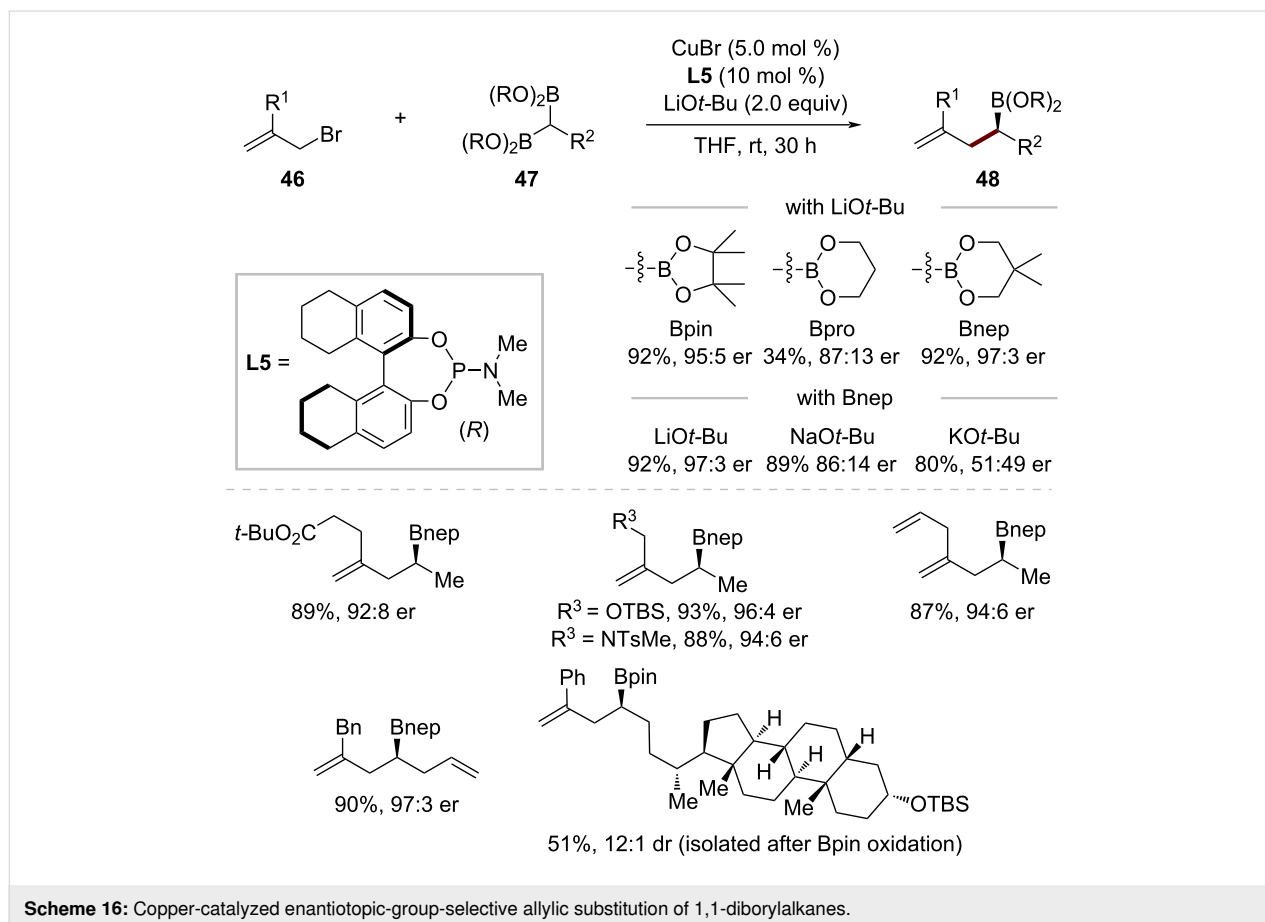 CuBr (5.0 mol %)
L5 (10 mol %)
LiOt-Bu (2.0 equiv)
THF, rt, 30 h
R1
Br
46
+
(RO)2B
(RO)2B
R2
47
R1
B(OR)2
R2
48
with LiOt-Bu
B
O
O
B
O
O
B
O
O
Bpin
Bpro
Bnep
92%, 95:5 er
34%, 87:13 er
92%, 97:3 er
with Bnep
LiOt-Bu
NaOt-Bu
KOt-Bu
92%, 97:3 er
89% 86:14 er
80%, 51:49 er
L5 =
O
P
N
Me
Me
O
(R)
t-BuO2C
Bnep
Me
89%, 92:8 er
R3
Bnep
Me
R3 = OTBS, 93%, 96:4 er
R3 = NTsMe, 88%, 94:6 er
Bnep
Me
87%, 94:6 er
Bn
Bnep
90%, 97:3 er
Ph
Bpin
Me
Me
H
H
H
H
Me
OTBS
51%, 12:1 dr (isolated after Bpin oxidation)
Scheme 16: Copper-catalyzed enantiotopic-group-selective allylic substitution of 1,1-diborylalkanes.